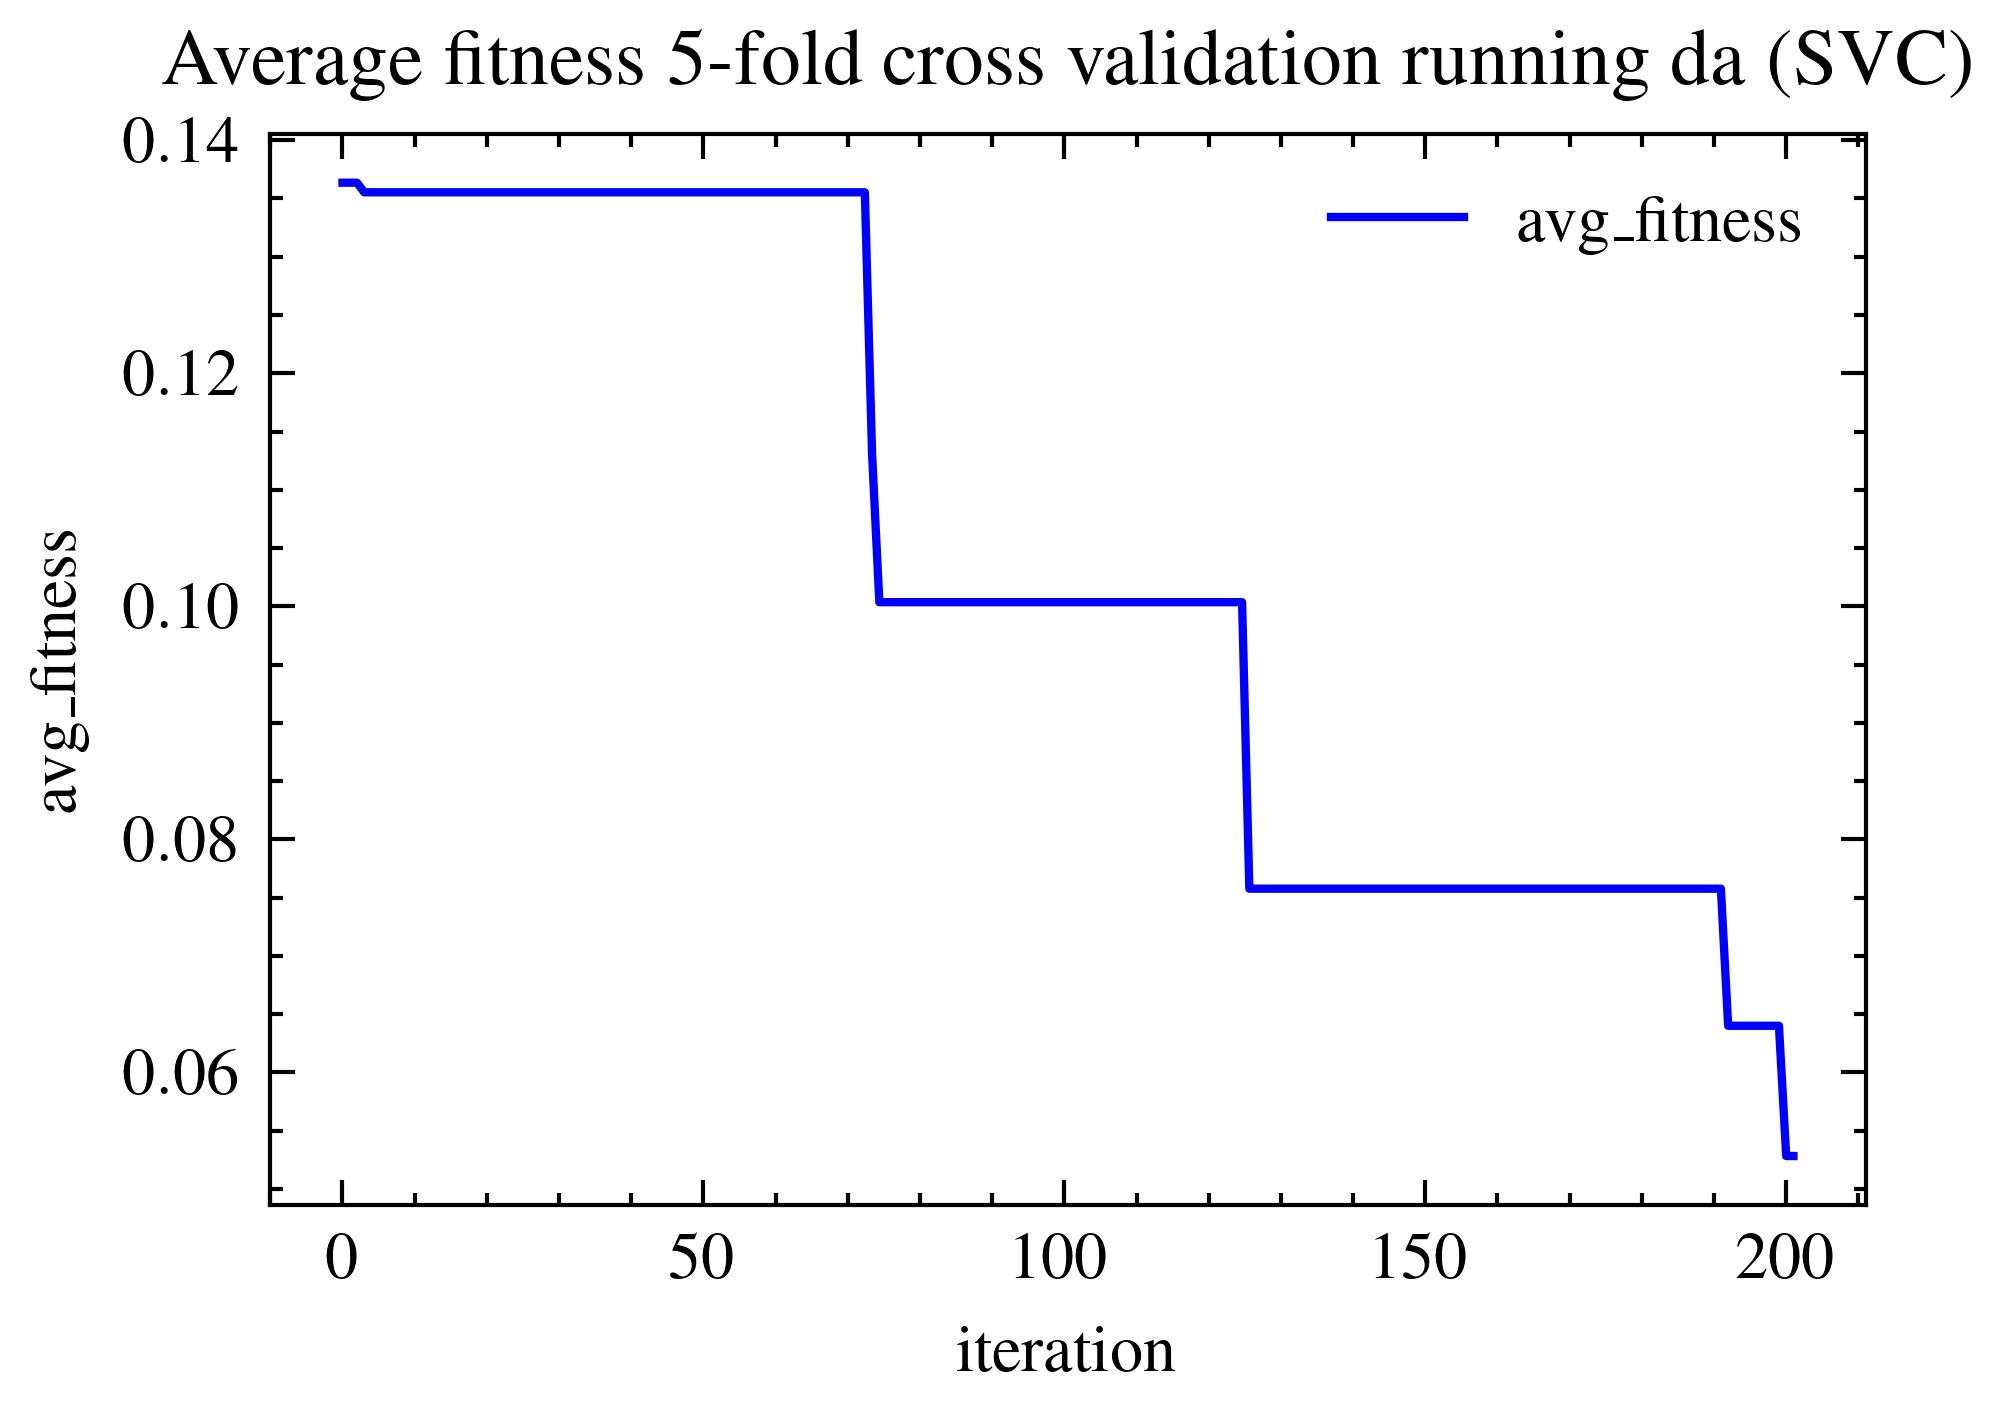 Average fitness 5-fold cross validation running da (SVC)
0.14
avg_fitness
0.12
0.10
0.08
0.06
avg_fitness
0 50 100 150 200
iteration